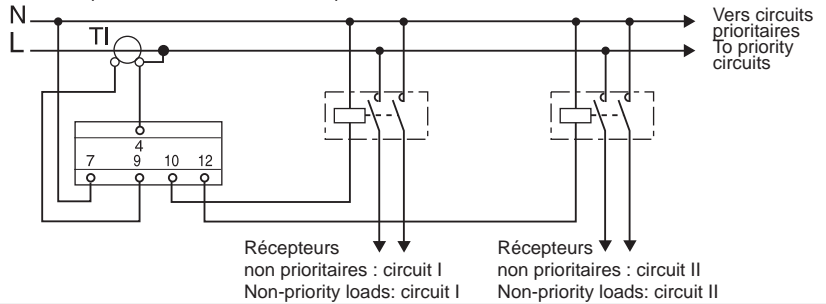 N
L
TI
Vers circuits
prioritaires
To priority
circuits
4
7 9 10 12
Récepteurs
non prioritaires : circuit I
Non-priority loads: circuit I
Récepteurs
non prioritaires : circuit II
Non-priority loads: circuit II